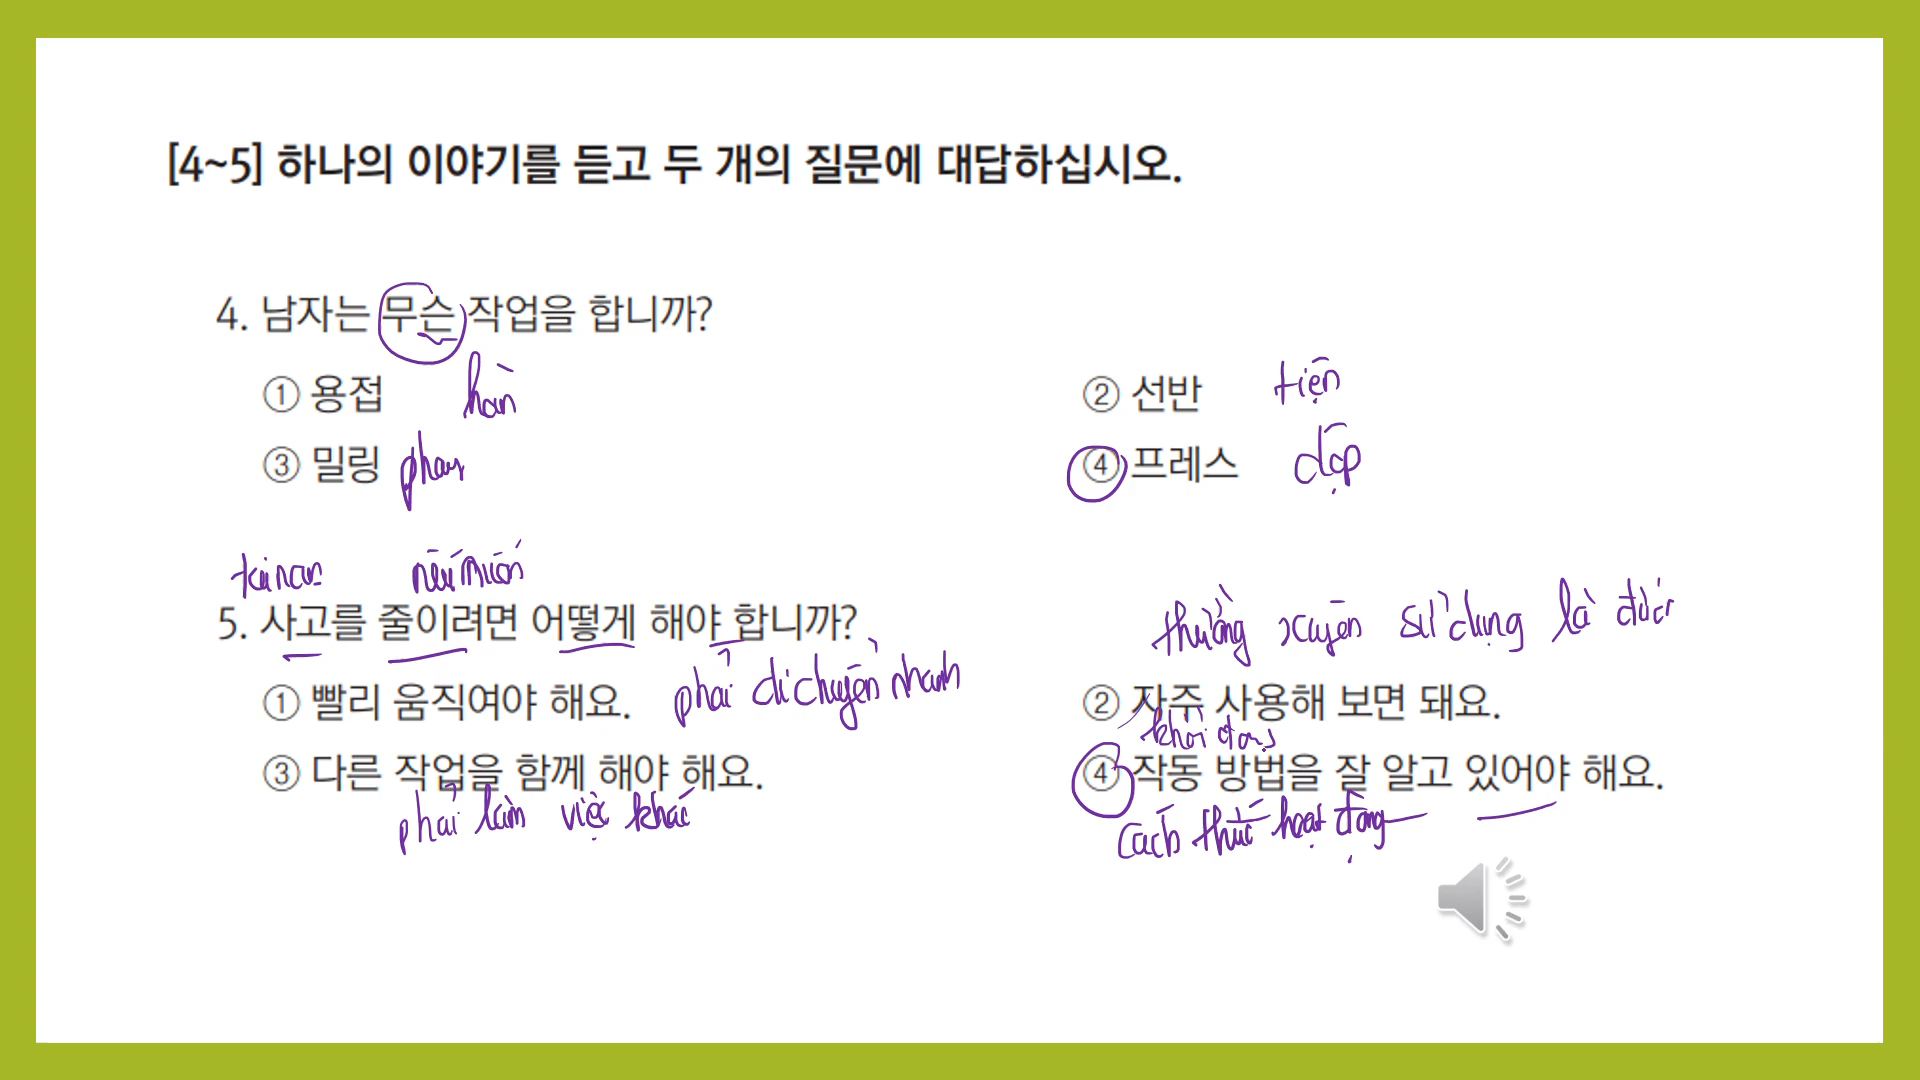 [4~5] 하나의 이야기를 듣고 두 개의 질문에 대답하십시오.
4. 남자는 무슨 작업을 합니까?
① 용접 hàn
② 선반 tiện
③ 밀링 phay
④ 프레스 dập
tai nạn nếu muốn
5. 사고를 줄이려면 어떻게 해야 합니까?
thường xuyên sử dụng là được
① 빨리 움직여야 해요. phải di chuyển nhanh
② 자주 사용해 보면 돼요.
khởi động
③ 다른 작업을 함께 해야 해요.
④ 작동 방법을 잘 알고 있어야 해요.
phải làm việc khác
cách thức hoạt động